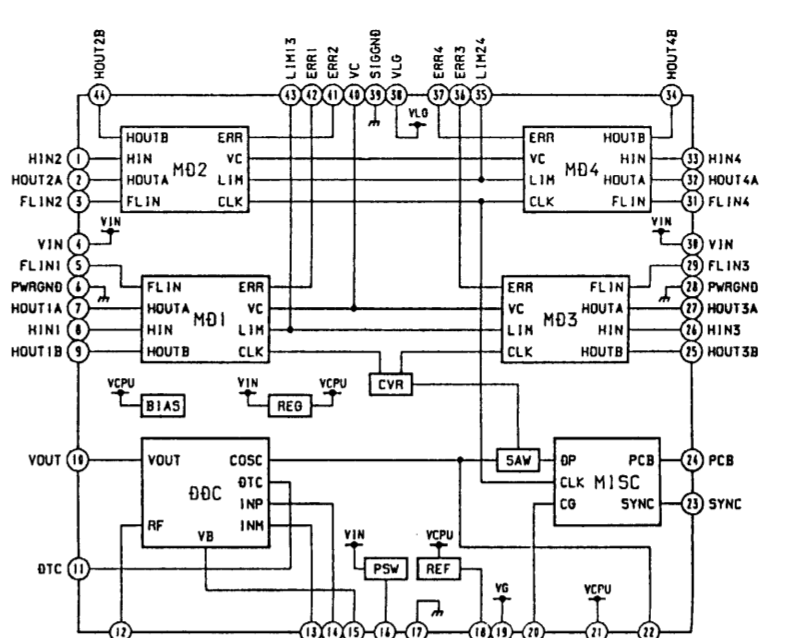 HOUT2B LIM13 ERR1 ERR2 VC SIGGND VLG ERR4 ERR3 LIM24 HOUT4B
44 43 42 41 40 39 38 37 36 35 34
VLG
HOUTB ERR ERR HOUTB
HIN2 1 HIN VC VC HIN 33 HIN4
MD2 MD4
HOUT2A 2 HOUTA LIM LIM HOUTA 32 HOUT4A
FLIN2 3 FLIN CLK CLK FLIN 31 FLIN4
VIN VIN
VIN 4 30 VIN
FLIN1 5 29 FLIN3
PWRGND 6 FLIN ERR ERR FLIN 28 PWRGND
HOUT1A 7 HOUTA VC VC HOUTA 27 HOUT3A
MD1 MD3
HIN1 8 HIN LIM LIM HIN 26 HIN3
HOUT1B 9 HOUTB CLK CLK HOUTB 25 HOUT3B
VCPU VIN VCPU CVR
BIAS REG
VOUT 10 VOUT COSC SAW OP PCB 24 PCB
DTC CLK MISC
DDC
INP CG SYNC 23 SYNC
RF INM
VB VIN VCPU
DTC 11 PSW REF
VG VCPU
12 13 14 15 16 17 18 19 20 21 22